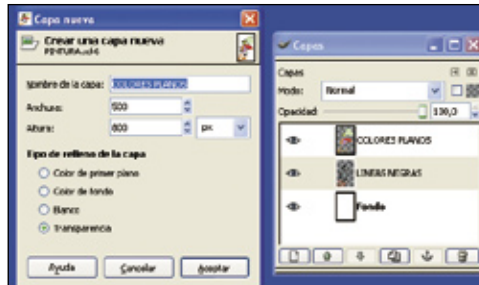 Capa nueva
Crear una capa nueva
PINTURA.xcf-6
Nombre de la capa: COLORES PLANOS
Anchura: 500
Altura: 800 px
Tipo de relleno de la capa
Color de primer plano
Color de fondo
Blanco
Transparencia
Ayuda Cancelar Aceptar
Capas
Capas
Modo: Normal
Opacidad: 100,0
COLORES PLANOS
LINEAS NEGRAS
Fondo